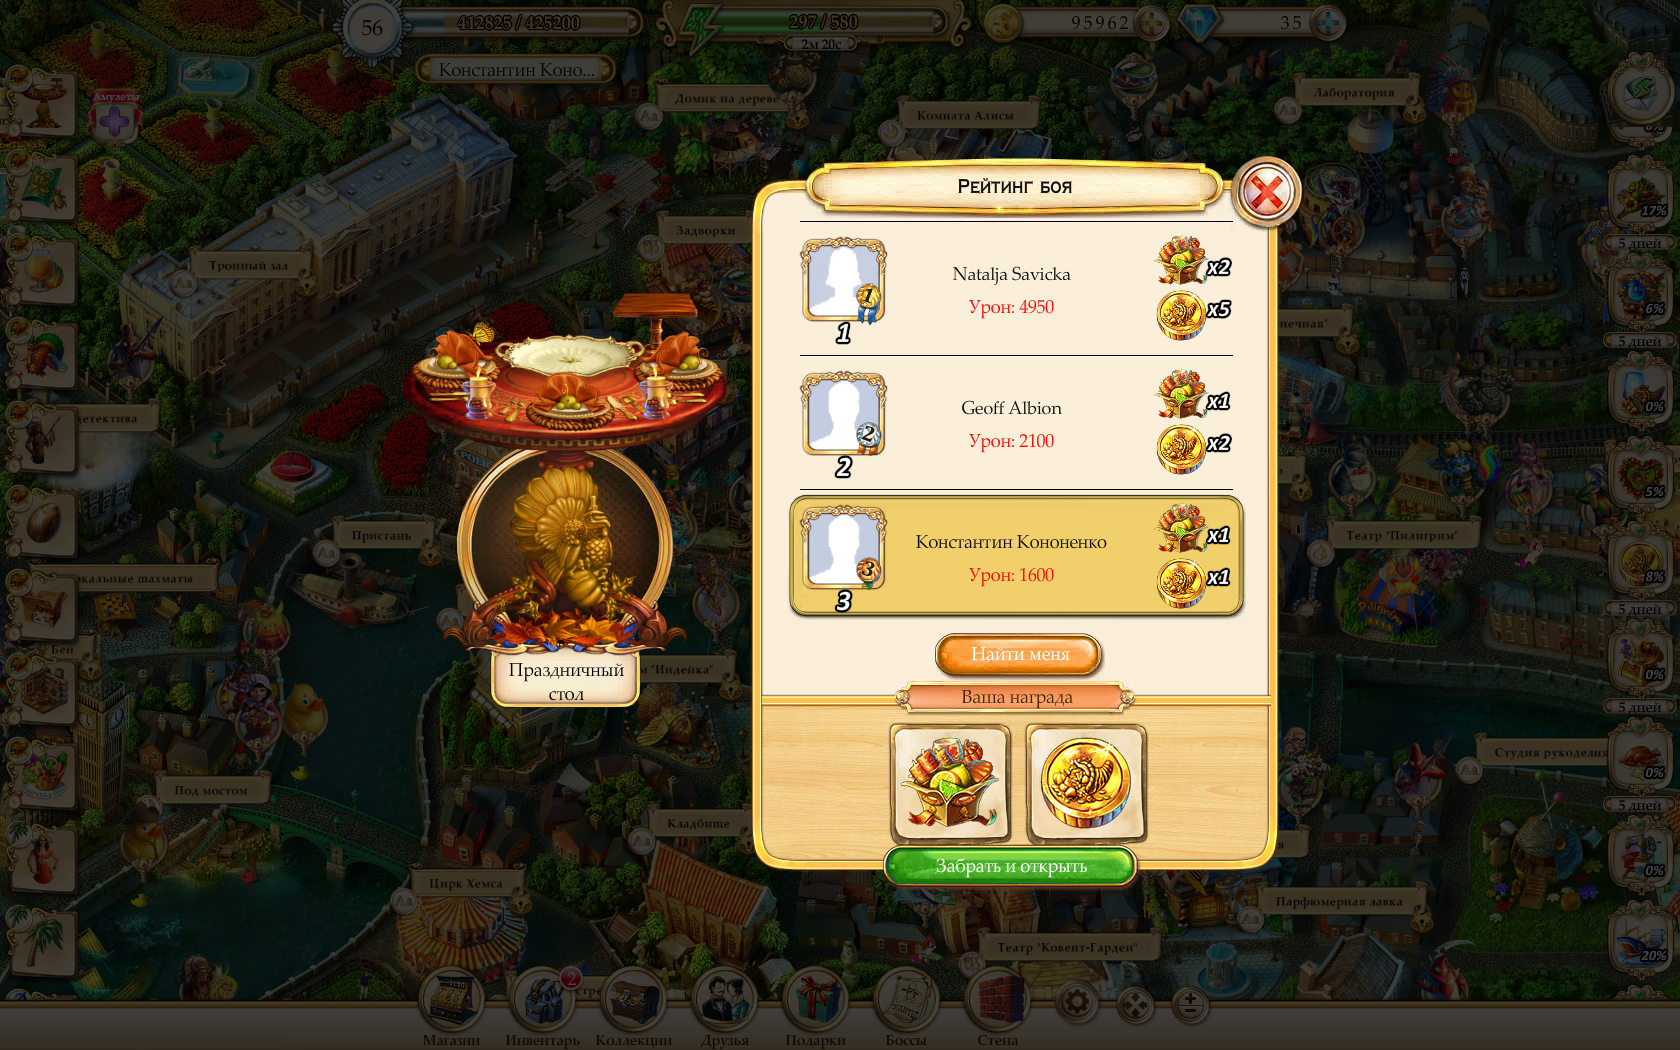 56
412825 / 425200
297 / 580
2м 20с
95962
35
Константин Коно...
Амулеты
Домик на дереве
Комната Алисы
Лаборатория
Рейтинг боя
Задворки
Тронный зал
17%
5 дней
Natalja Savicka
Урон: 4950
x2
x5
1
6%
5 дней
Geoff Albion
Урон: 2100
x1
x2
2
0%
5%
Константин Кононенко
Урон: 1600
x1
x1
3
Пристань
Театр "Пилигрим"
8%
5 дней
Найти меня
Праздничный
стол
Бен
"Индейка"
0%
5 дней
Ваша награда
Студия рукоделия
0%
5 дней
Под мостом
Кладбище
Забрать и открыть
0%
Цирк Хемса
Парфюмерная лавка
Театр "Ковент-Гарден"
20%
2
Магазин
Инвентарь
Коллекции
Друзья
Подарки
Боссы
Стена